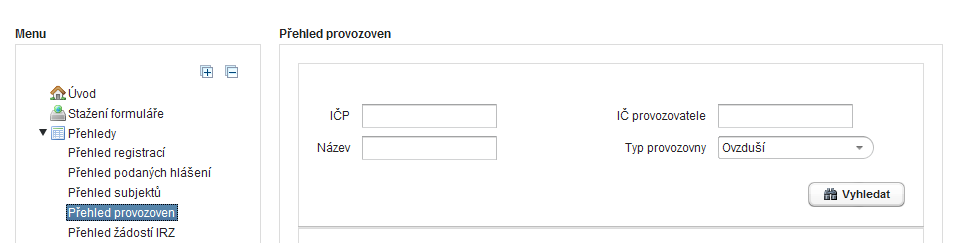 Menu
Přehled provozoven
Úvod
Stažení formuláře
Přehledy
Přehled registrací
Přehled podaných hlášení
Přehled subjektů
Přehled provozoven
Přehled žádostí IRZ
IČP
IČ provozovatele
Název
Typ provozovny
Ovzduší
Vyhledat